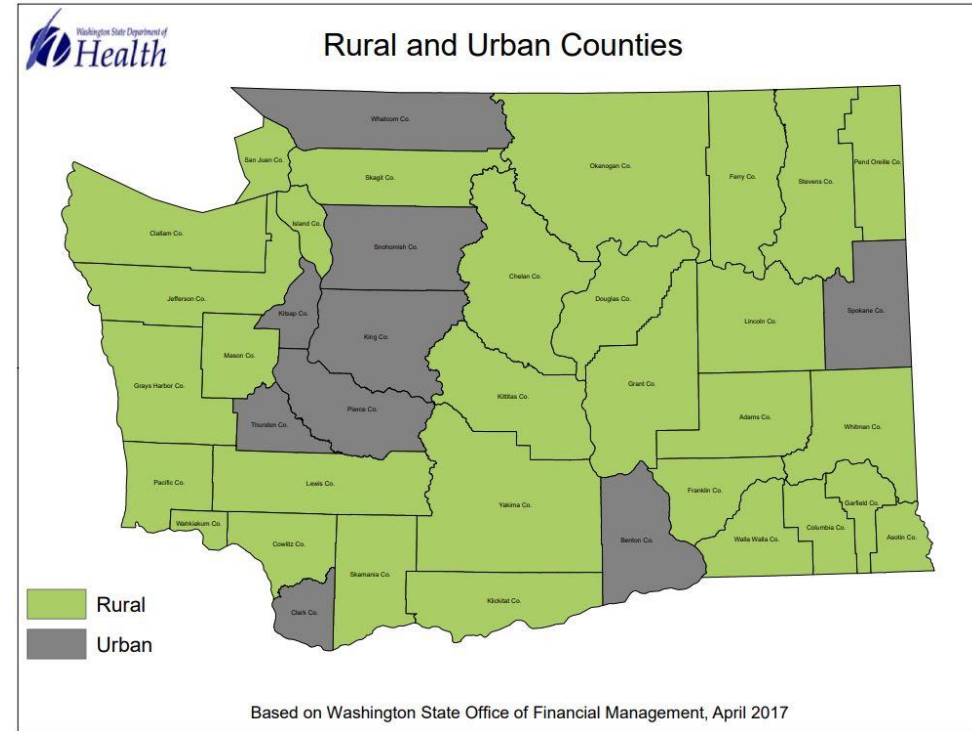 Washington State Department of
Health
Rural and Urban Counties
Whatcom Co.
San Juan Co.
Skagit Co.
Okanogan Co.
Ferry Co.
Stevens Co.
Pend Oreille Co.
Island Co.
Clallam Co.
Snohomish Co.
Chelan Co.
Jefferson Co.
Kitsap Co.
Douglas Co.
Lincoln Co.
Spokane Co.
King Co.
Mason Co.
Grays Harbor Co.
Grant Co.
Kittitas Co.
Pierce Co.
Adams Co.
Thurston Co.
Whitman Co.
Pacific Co.
Lewis Co.
Franklin Co.
Yakima Co.
Garfield Co.
Wahkiakum Co.
Columbia Co.
Asotin Co.
Benton Co.
Walla Walla Co.
Cowlitz Co.
Skamania Co.
Klickitat Co.
Clark Co.
Rural
Urban
Based on Washington State Office of Financial Management, April 2017